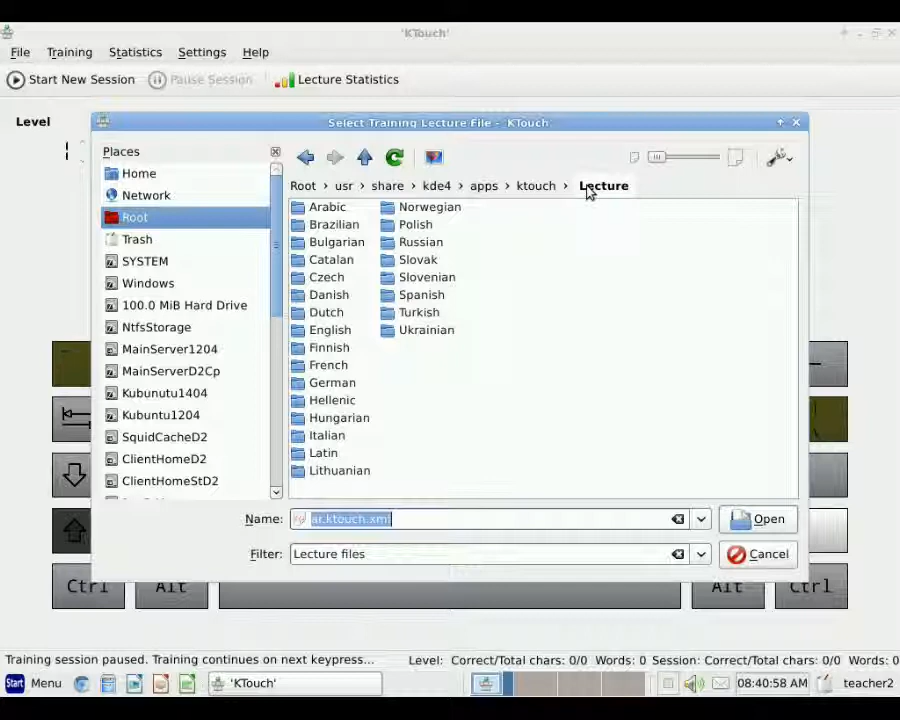 'KTouch'
File Training Statistics Settings Help
Start New Session Pause Session Lecture Statistics
Level
Select Training Lecture File – KTouch
Places
Home
Network
Root
Trash
SYSTEM
Windows
100.0 MiB Hard Drive
NtfsStorage
MainServer1204
MainServerD2Cp
Kubunutu1404
Kubuntu1204
SquidCacheD2
ClientHomeD2
ClientHomeStD2
Root › usr › share › kde4 › apps › ktouch › Lecture
Arabic
Brazilian
Bulgarian
Catalan
Czech
Danish
Dutch
English
Finnish
French
German
Hellenic
Hungarian
Italian
Latin
Lithuanian
Norwegian
Polish
Russian
Slovak
Slovenian
Spanish
Turkish
Ukrainian
Name: ar.ktouch.xml Open
Filter: Lecture files Cancel
Ctrl Alt Alt Ctrl
Training session paused. Training continues on next keypress... Level: Correct/Total chars: 0/0 Words: 0 Session: Correct/Total chars: 0/0 Words: 0
Start Menu 'KTouch' 08:40:58 AM teacher2